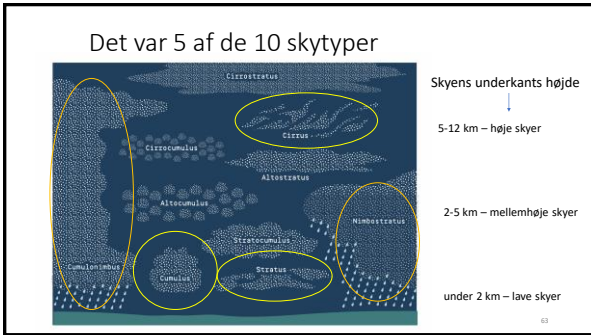 Det var 5 af de 10 skytyper
Cirrostratus
Cirrus
Cirrocumulus
Altostratus
Altocumulus
Nimbostratus
Stratocumulus
Cumulonimbus
Cumulus
Stratus
Skyens underkants højde
5-12 km – høje skyer
2-5 km – mellemhøje skyer
under 2 km – lave skyer
63